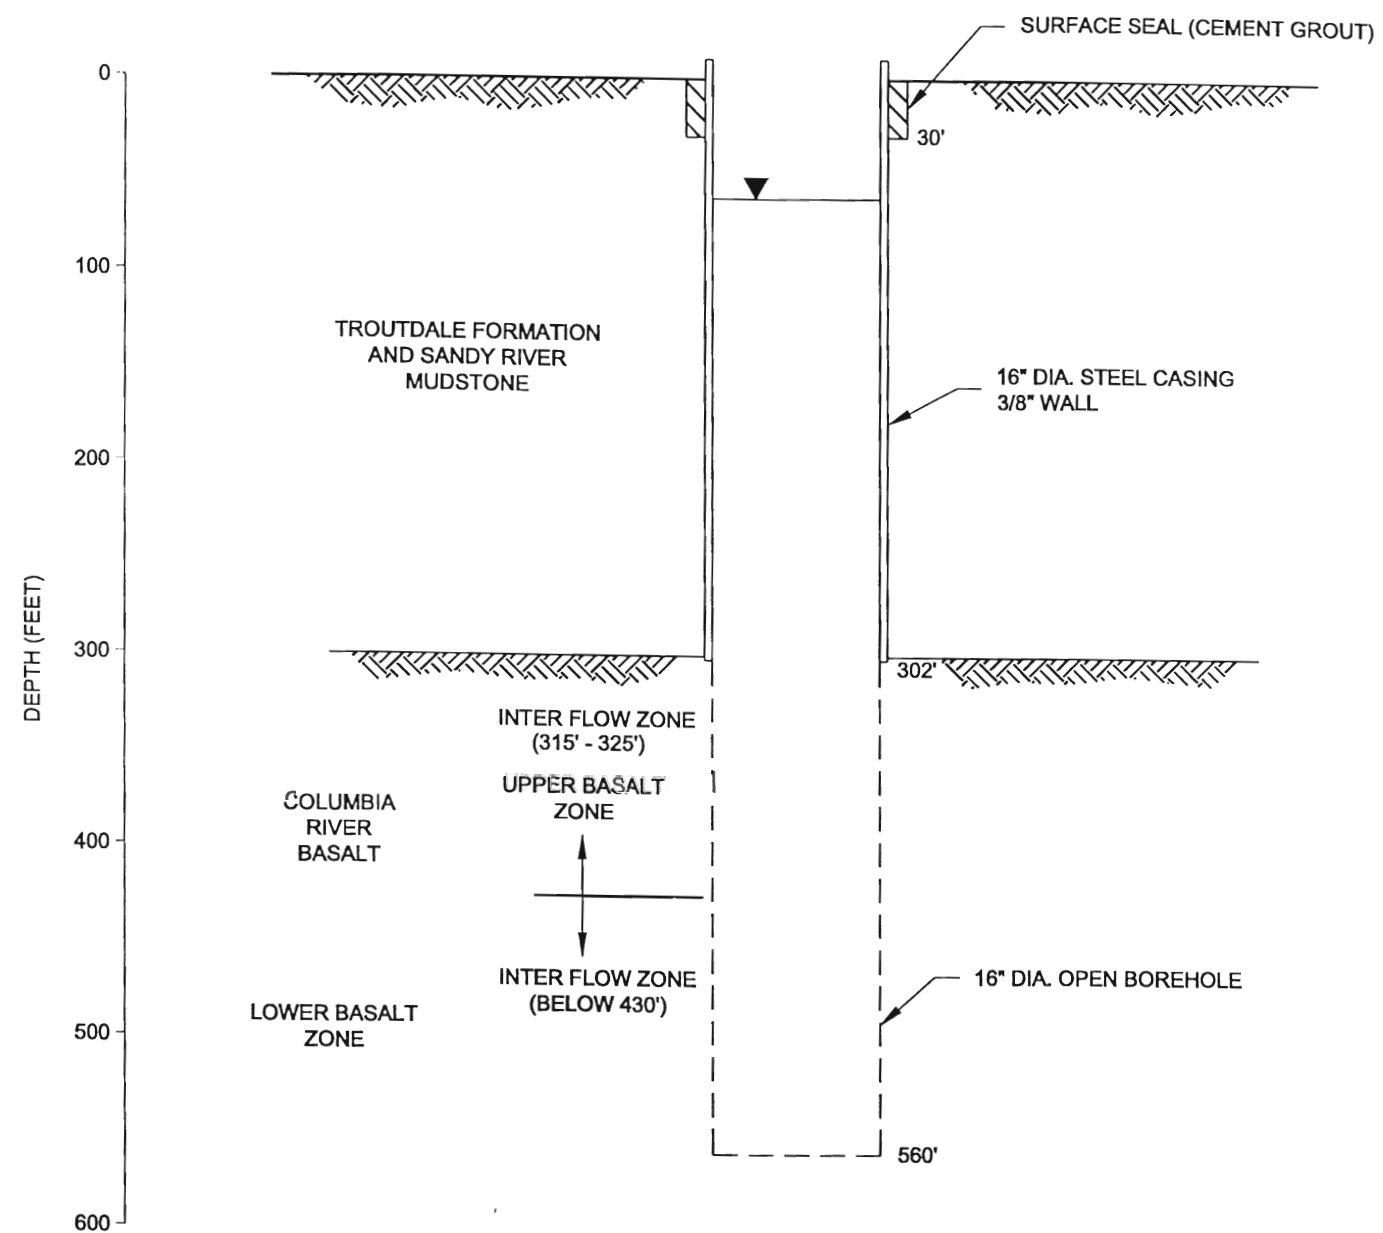 SURFACE SEAL (CEMENT GROUT)
0
30'
100
TROUTDALE FORMATION
AND SANDY RIVER
MUDSTONE
16" DIA. STEEL CASING
3/8" WALL
200
DEPTH (FEET)
300
302'
INTER FLOW ZONE
(315' - 325')
UPPER BASALT
ZONE
COLUMBIA
RIVER
BASALT
400
INTER FLOW ZONE
(BELOW 430')
16" DIA. OPEN BOREHOLE
LOWER BASALT
ZONE
500
560'
600